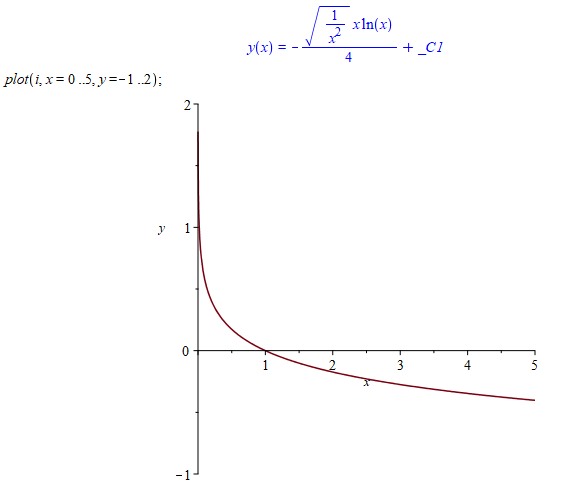 y(x) = -√(1/x²) x ln(x)/4 + _C1
plot(i, x = 0 ..5, y = −1 ..2);
2
y 1
0
1 2 3 4 5
x
−1